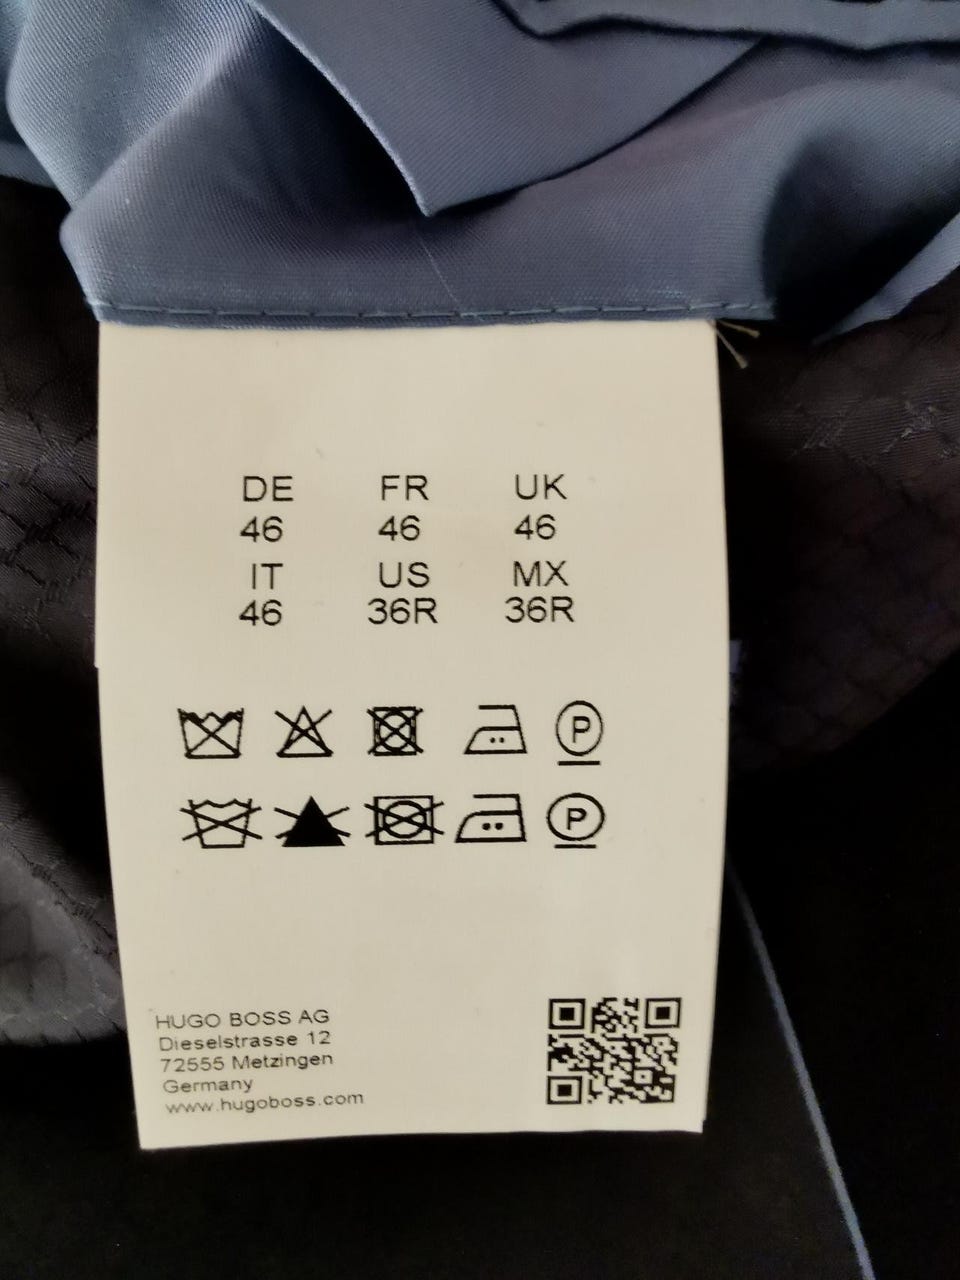 DE FR UK
46 46 46
IT US MX
46 36R 36R
P
P
HUGO BOSS AG
Dieselstrasse 12
72555 Metzingen
Germany
www.hugoboss.com